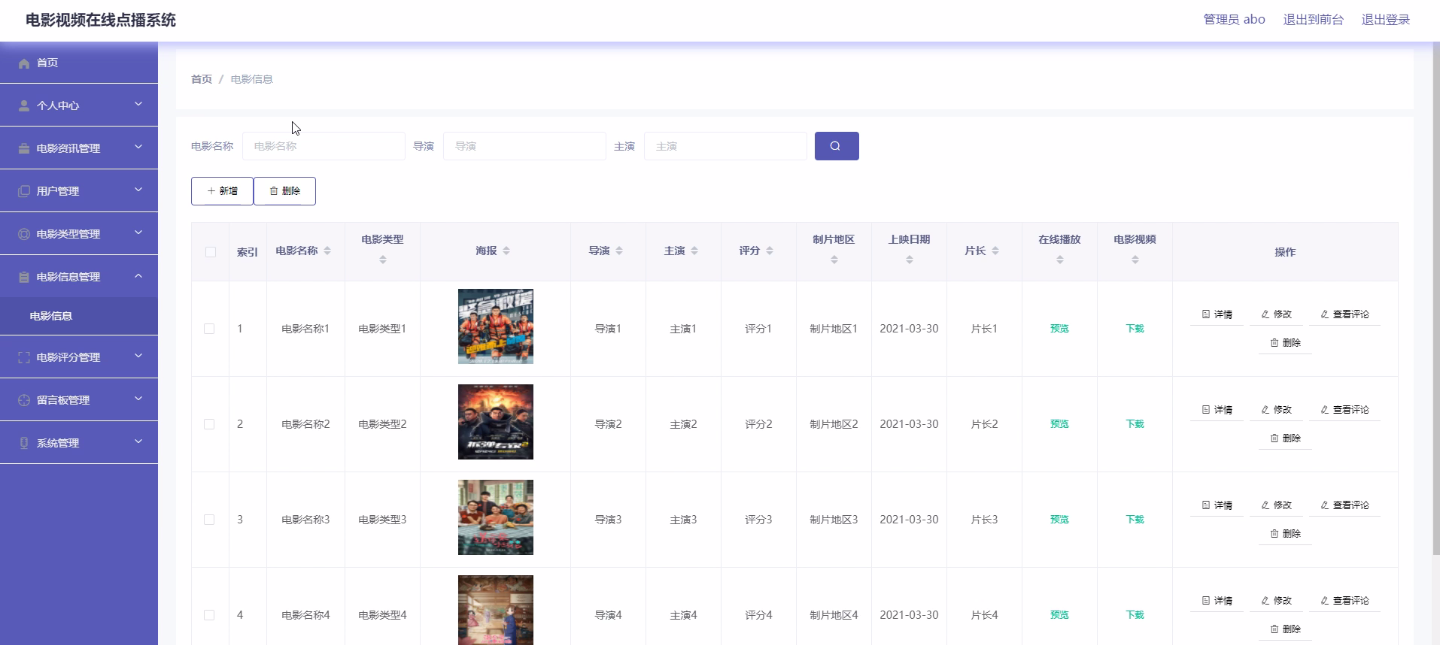 电影视频在线点播系统
管理员 abo 退出到前台 退出登录
首页
个人中心
电影资讯管理
用户管理
电影类型管理
电影信息管理
电影信息
电影评分管理
留言板管理
系统管理
首页 / 电影信息
电影名称 电影名称 导演 导演 主演 主演
新增 删除
索引 电影名称 电影类型 海报 导演 主演 评分 制片地区 上映日期 片长 在线播放 电影视频 操作
1 电影名称1 电影类型1 导演1 主演1 评分1 制片地区1 2021-03-30 片长1 预览 下载 详情 修改 查看评论
删除
2 电影名称2 电影类型2 导演2 主演2 评分2 制片地区2 2021-03-30 片长2 预览 下载 详情 修改 查看评论
删除
3 电影名称3 电影类型3 导演3 主演3 评分3 制片地区3 2021-03-30 片长3 预览 下载 详情 修改 查看评论
删除
4 电影名称4 电影类型4 导演4 主演4 评分4 制片地区4 2021-03-30 片长4 预览 下载 详情 修改 查看评论
删除